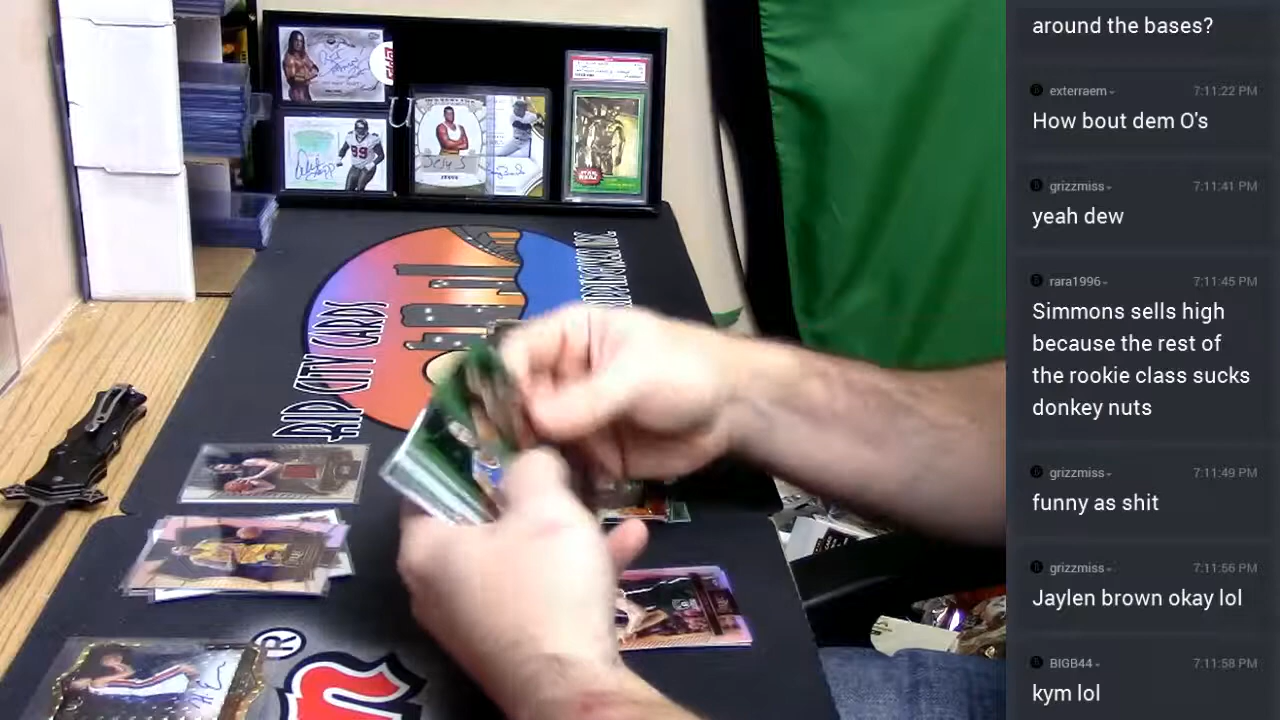 around the bases?
exterraem
7:11:22 PM
How bout dem O's
grizzmiss
7:11:41 PM
yeah dew
rara1996
7:11:45 PM
Simmons sells high
because the rest of
the rookie class sucks
donkey nuts
grizzmiss
7:11:49 PM
funny as shit
grizzmiss
7:11:56 PM
Jaylen brown okay lol
BIGB44
7:11:58 PM
kym lol
RIP CITY CARDS
99
STAR
WARS
®